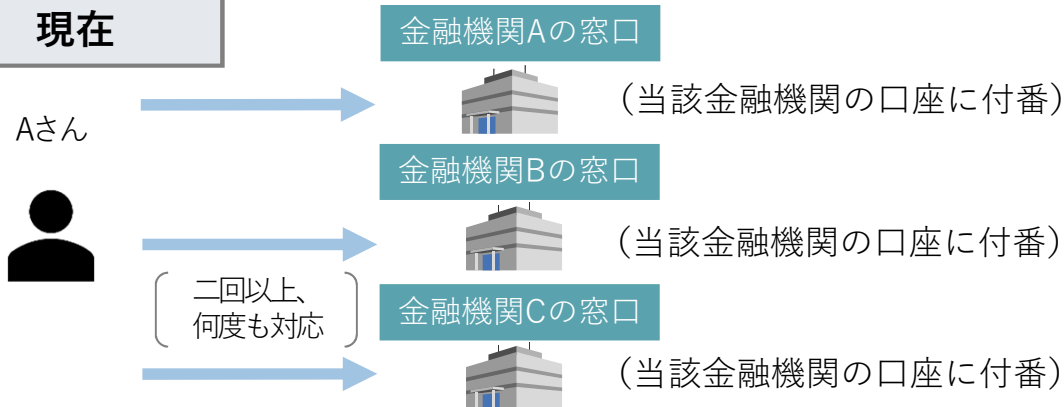 現在
金融機関Aの窓口
(当該金融機関の口座に付番)
Aさん
金融機関Bの窓口
(当該金融機関の口座に付番)
二回以上、
何度も対応
金融機関Cの窓口
(当該金融機関の口座に付番)